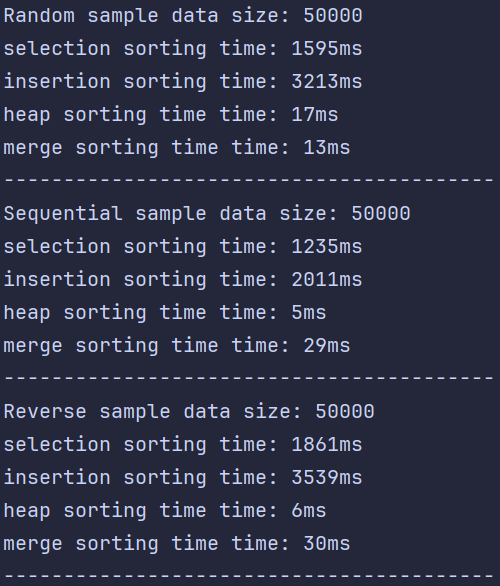 Random sample data size: 50000
selection sorting time: 1595ms
insertion sorting time: 3213ms
heap sorting time time: 17ms
merge sorting time time: 13ms
-----------------------------------------
Sequential sample data size: 50000
selection sorting time: 1235ms
insertion sorting time: 2011ms
heap sorting time time: 5ms
merge sorting time time: 29ms
-----------------------------------------
Reverse sample data size: 50000
selection sorting time: 1861ms
insertion sorting time: 3539ms
heap sorting time time: 6ms
merge sorting time time: 30ms
-----------------------------------------